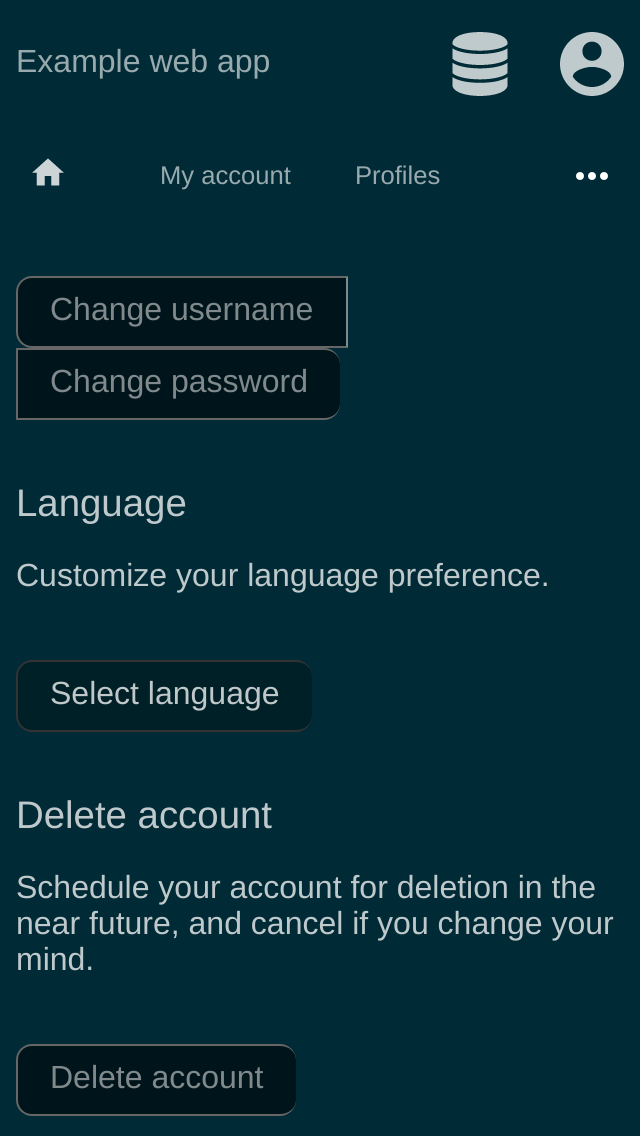 Example web app
My account
Profiles
Change username
Change password
Language
Customize your language preference.
Select language
Delete account
Schedule your account for deletion in the
near future, and cancel if you change your
mind.
Delete account